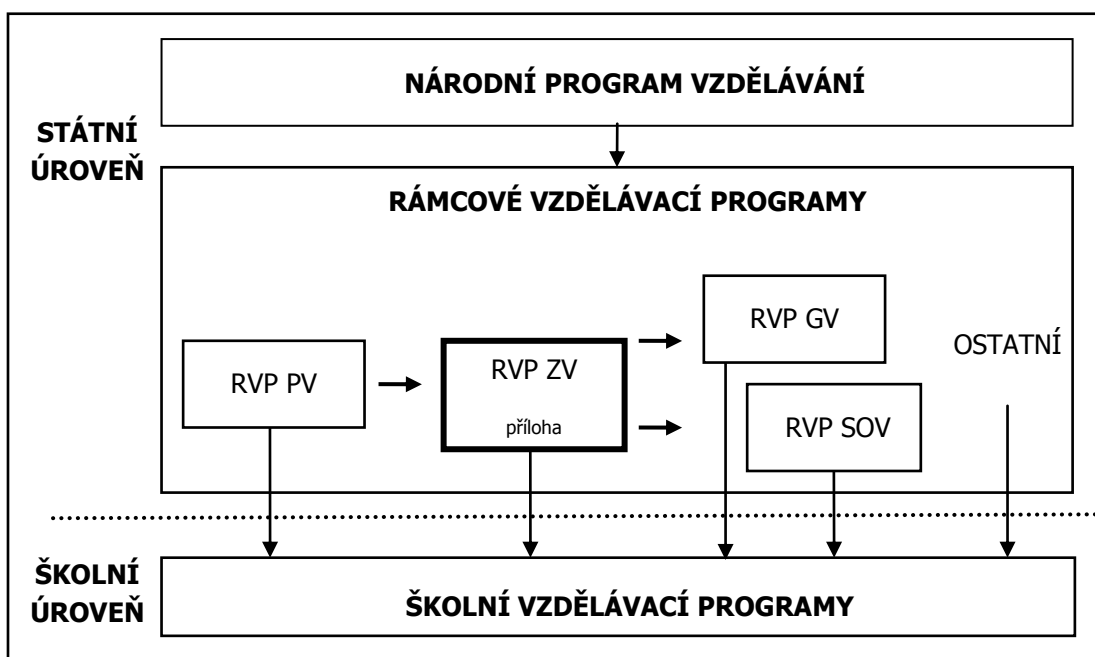 NÁRODNÍ PROGRAM VZDĚLÁVÁNÍ
STÁTNÍ
ÚROVEŇ
RÁMCOVÉ VZDĚLÁVACÍ PROGRAMY
RVP PV
RVP ZV
příloha
RVP GV
RVP SOV
OSTATNÍ
ŠKOLNÍ
ÚROVEŇ
ŠKOLNÍ VZDĚLÁVACÍ PROGRAMY